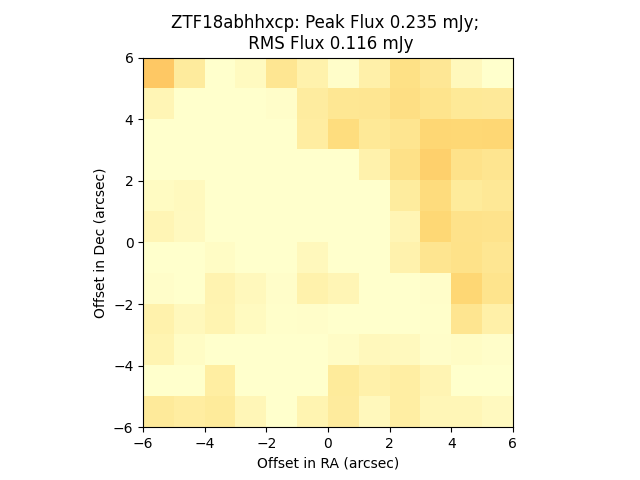 ZTF18abhhxcp: Peak Flux 0.235 mJy;
RMS Flux 0.116 mJy
6
4
2
0
−2
−4
−6
Offset in Dec (arcsec)
−6 −4 −2 0 2 4 6
Offset in RA (arcsec)